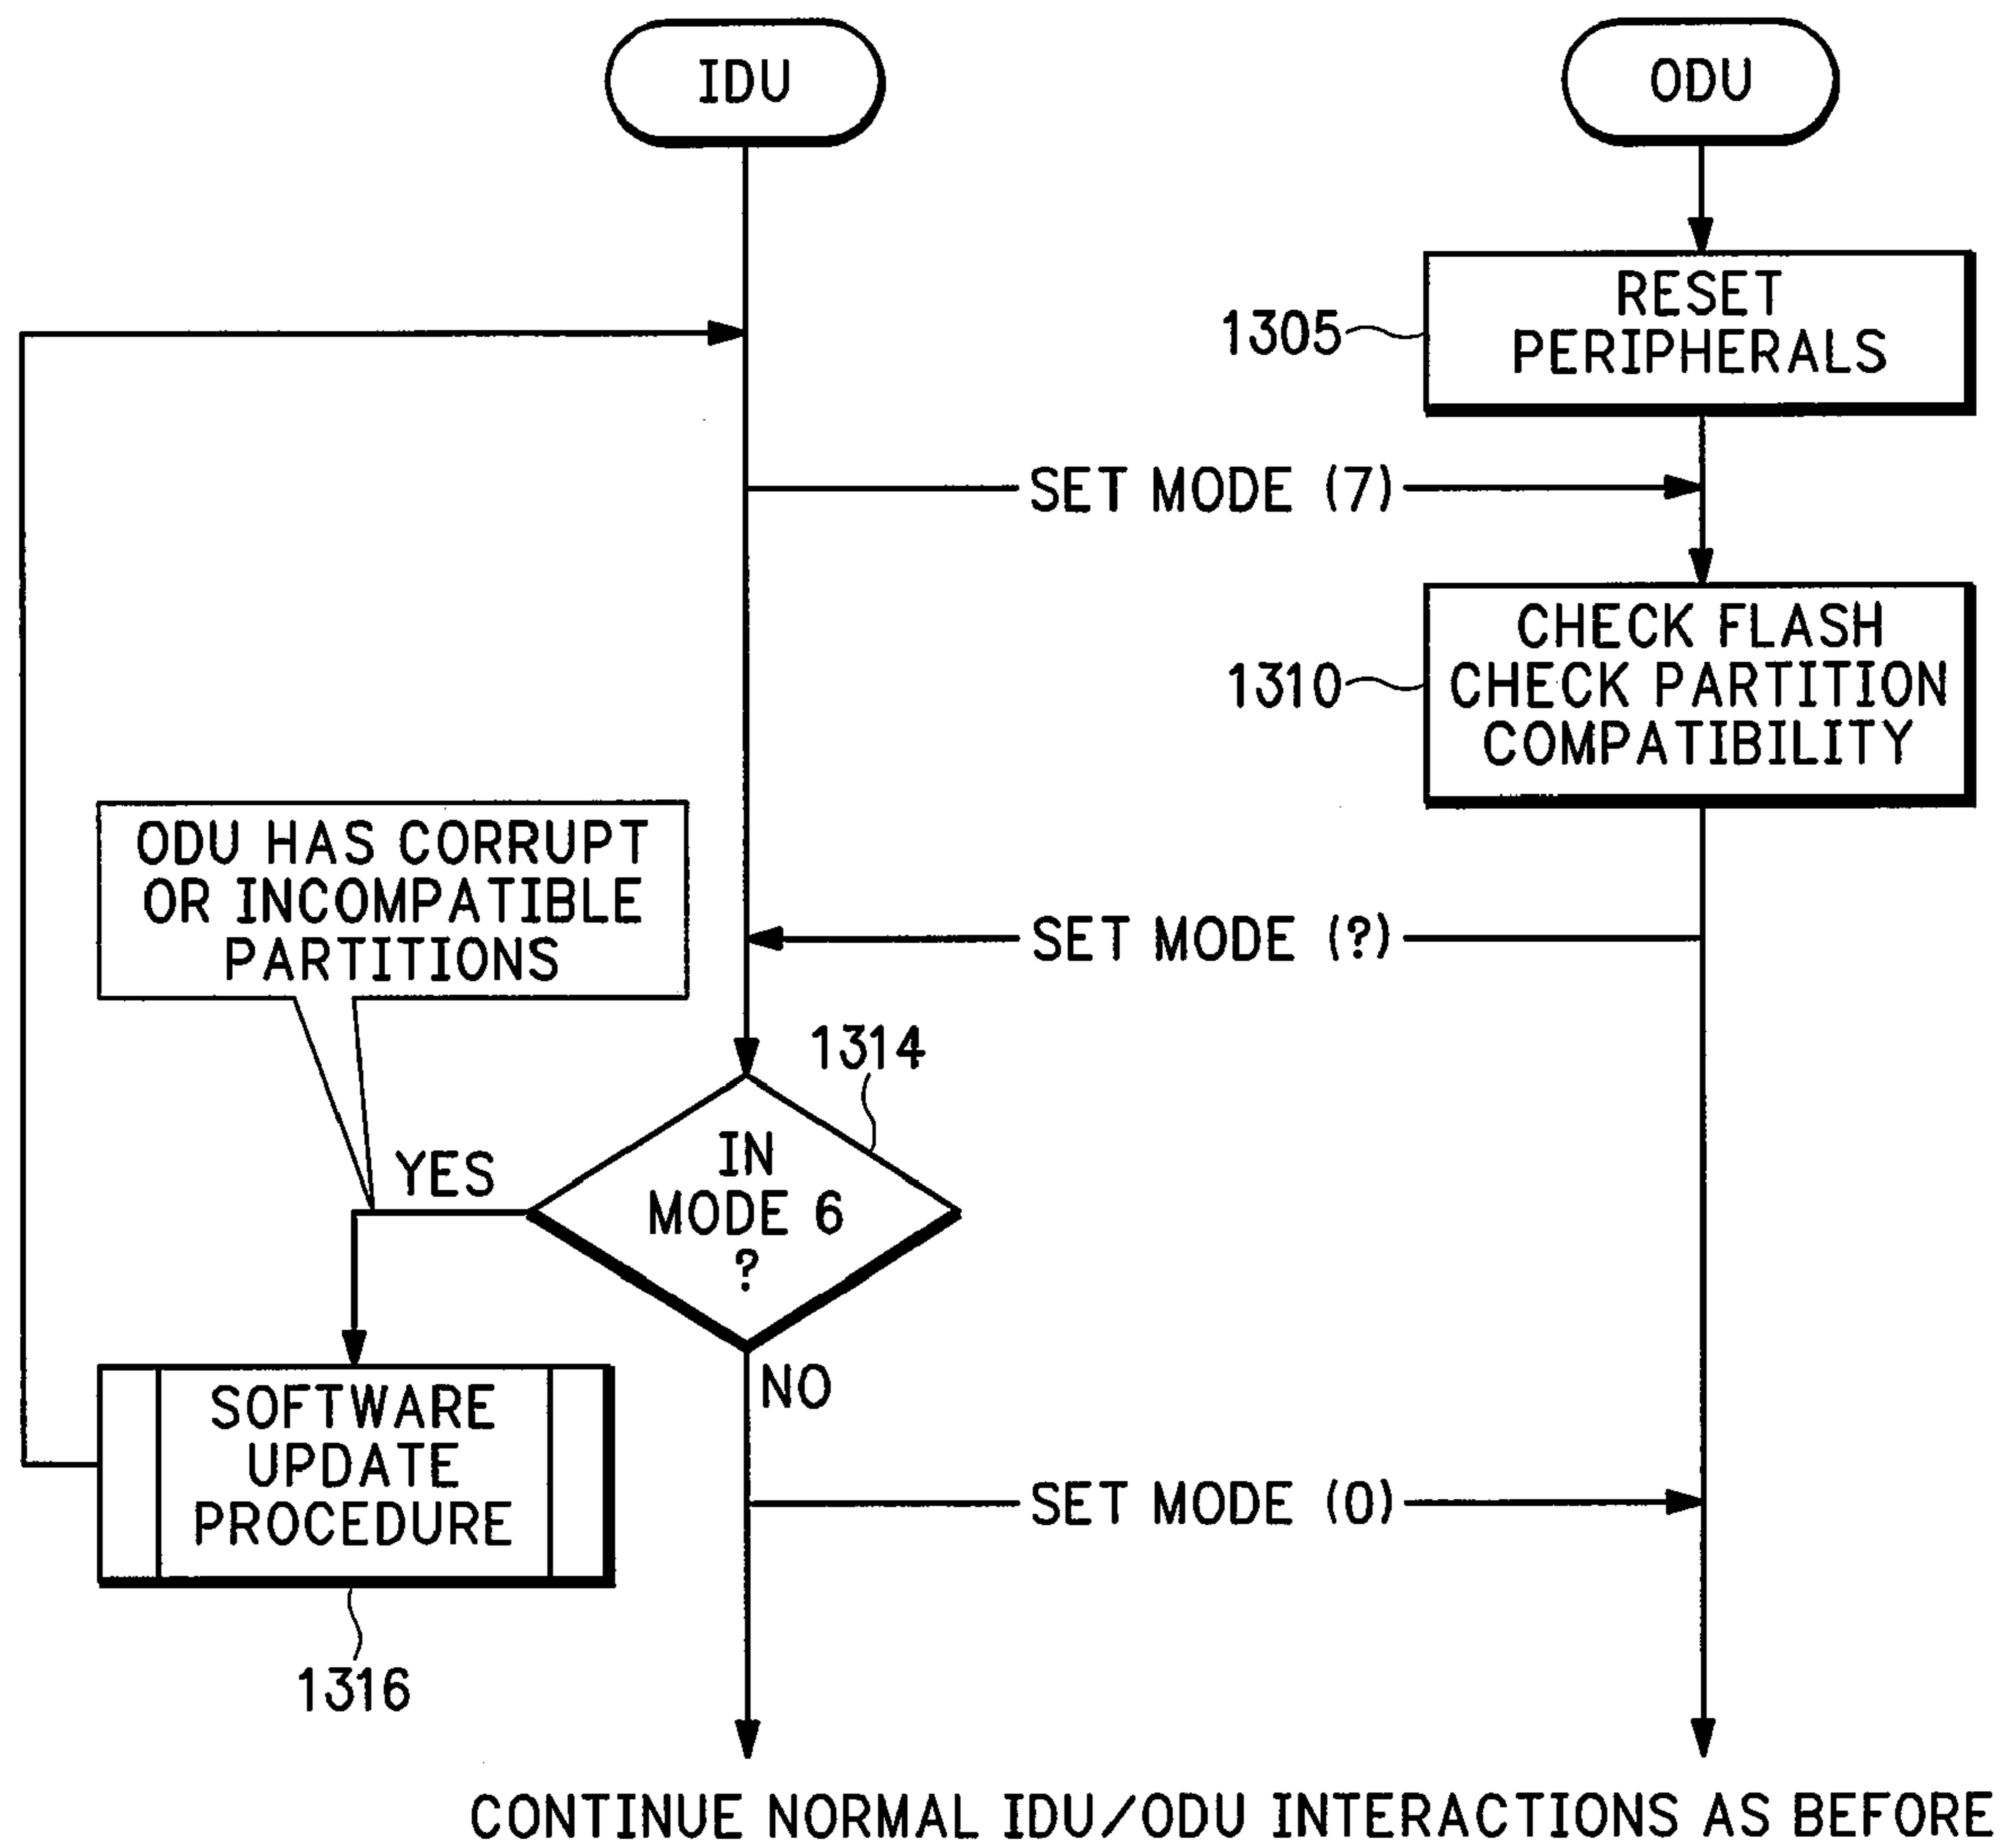 IDU
ODU
RESET
PERIPHERALS
1305
SET MODE (7)
CHECK FLASH
CHECK PARTITION
COMPATIBILITY
1310
ODU HAS CORRUPT
OR INCOMPATIBLE
PARTITIONS
SET MODE (?)
1314
IN
MODE 6
?
YES
NO
SOFTWARE
UPDATE
PROCEDURE
SET MODE (0)
1316
CONTINUE NORMAL IDU/ODU INTERACTIONS AS BEFORE